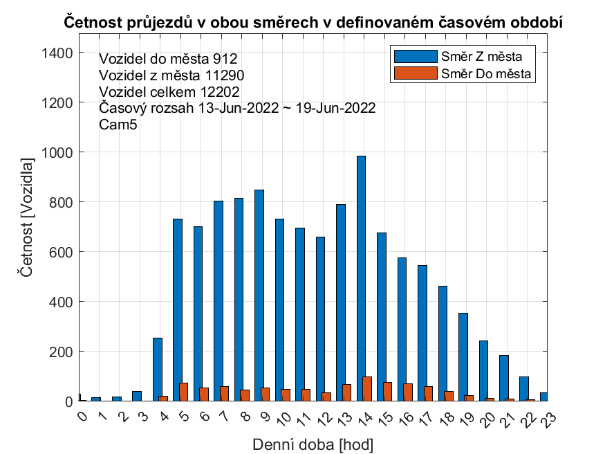 Četnost průjezdů v obou směrech v definovaném časovém období
Vozidel do města 912
Vozidel z města 11290
Vozidel celkem 12202
Časový rozsah 13-Jun-2022 ~ 19-Jun-2022
Cam5
Směr Z města
Směr Do města
Četnost [Vozidla]
1400
1200
1000
800
600
400
200
0
0 1 2 3 4 5 6 7 8 9 10 11 12 13 14 15 16 17 18 19 20 21 22 23
Denní doba [hod]